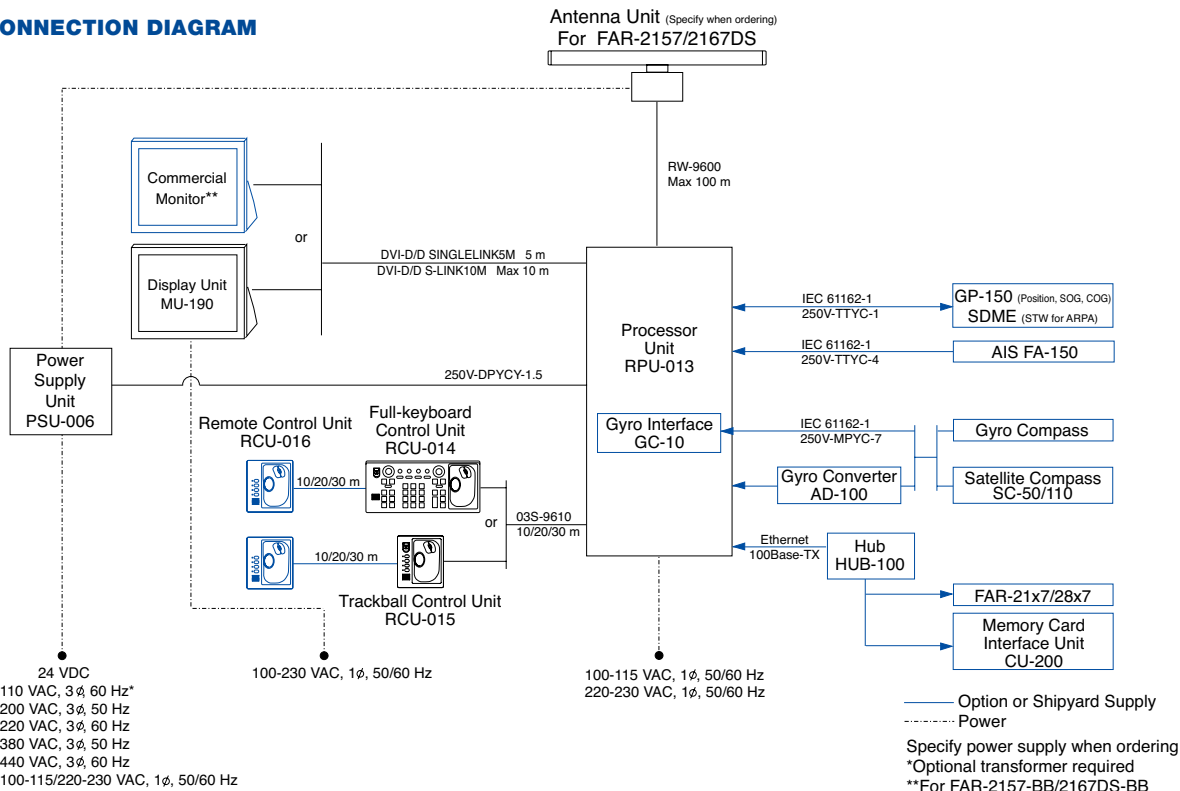 ONNECTION DIAGRAM
Antenna Unit (Specify when ordering)
For FAR-2157/2167DS
RW-9600
Max 100 m
Commercial
Monitor**
or
Display Unit
MU-190
DVI-D/D SINGLELINK5M 5 m
DVI-D/D S-LINK10M Max 10 m
Power
Supply
Unit
PSU-006
250V-DPYCY-1.5
Processor
Unit
RPU-013
Gyro Interface
GC-10
IEC 61162-1
250V-TTYC-1
GP-150 (Position, SOG, COG)
SDME (STW for ARPA)
IEC 61162-1
250V-TTYC-4
AIS FA-150
IEC 61162-1
250V-MPYC-7
Gyro Compass
Gyro Converter
AD-100
Satellite Compass
SC-50/110
Ethernet
100Base-TX
Hub
HUB-100
FAR-21x7/28x7
Memory Card
Interface Unit
CU-200
Remote Control Unit
RCU-016
Full-keyboard
Control Unit
RCU-014
10/20/30 m
or
03S-9610
10/20/30 m
10/20/30 m
Trackball Control Unit
RCU-015
24 VDC
110 VAC, 3ø, 60 Hz*
200 VAC, 3ø, 50 Hz
220 VAC, 3ø, 60 Hz
380 VAC, 3ø, 50 Hz
440 VAC, 3ø, 60 Hz
100-115/220-230 VAC, 1ø, 50/60 Hz
100-230 VAC, 1ø, 50/60 Hz
100-115 VAC, 1ø, 50/60 Hz
220-230 VAC, 1ø, 50/60 Hz
Option or Shipyard Supply
Power
Specify power supply when ordering
*Optional transformer required
**For FAR-2157-BB/2167DS-BB